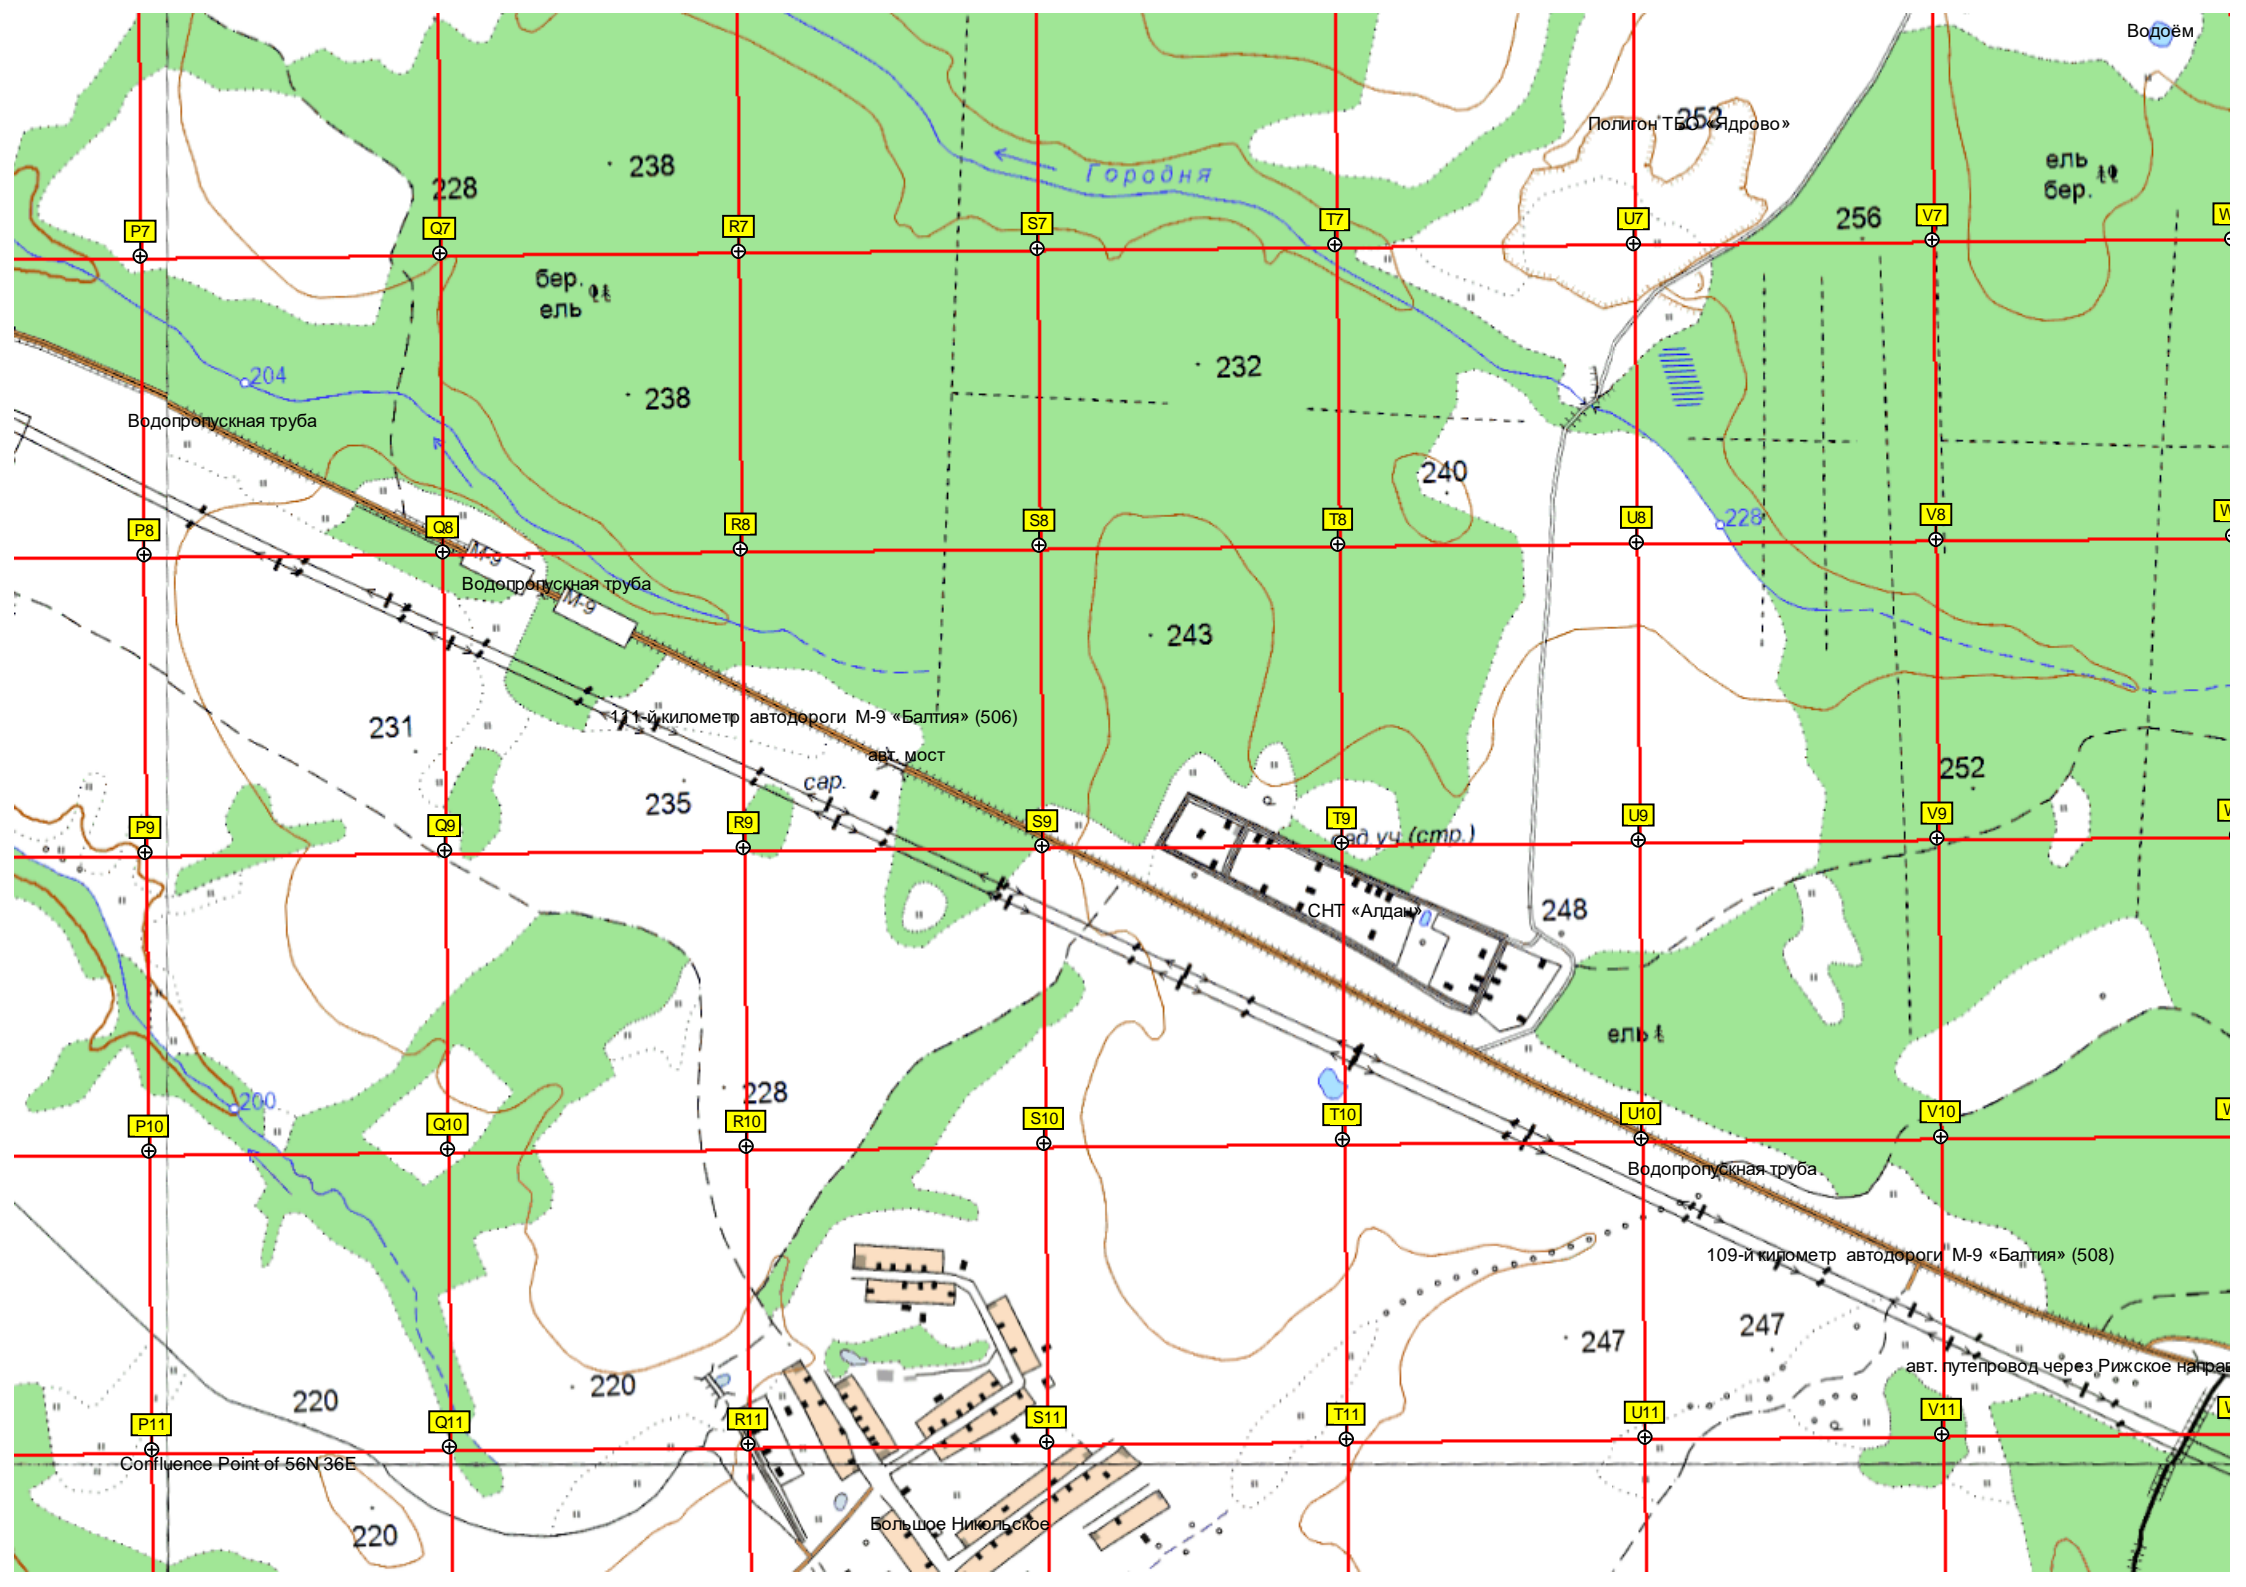 Водоём
252
Полигон ТБО «Ядрово»
238
ель
бер.
Городня
228
256
P7
Q7
R7
S7
T7
U7
V7
W
бер.
ель
204
232
238
Водопропускная труба
240
P8
Q8
R8
S8
T8
U8
V8
W
228
М-9
Водопропускная труба
М-9
243
231
111-й километр автодороги М-9 «Балтия» (506)
авт. мост
252
сар.
235
P9
Q9
R9
S9
T9
U9
V9
W
уч (стр.)
СНТ «Алдан»
248
ель
200
228
P10
Q10
R10
S10
T10
U10
V10
W
Водопропускная труба
109-й километр автодороги М-9 «Балтия» (508)
247
247
авт. путепровод через Рижское направ
220
220
P11
Q11
R11
S11
T11
U11
V11
W
Confluence Point of 56N 36E
220
Большое Никольское